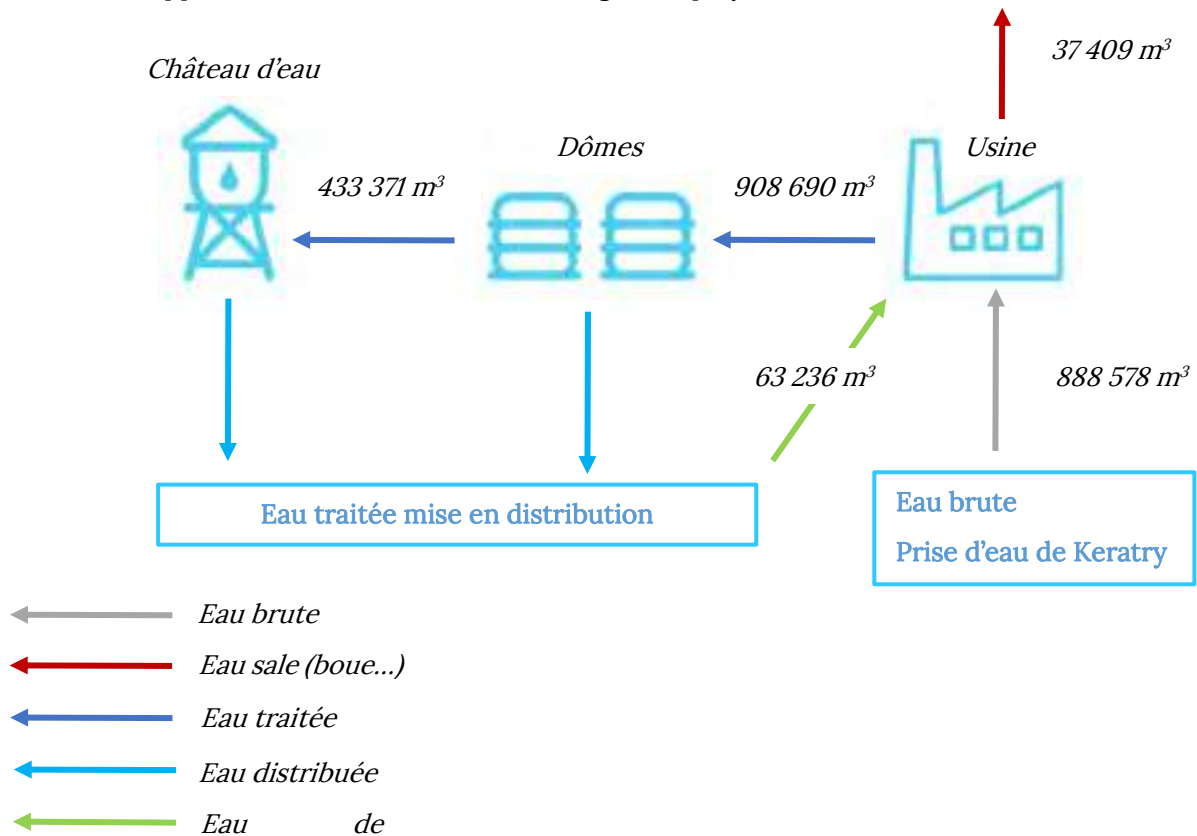 37 409 m³
Château d'eau
Dômes
Usine
433 371 m³
908 690 m³
63 236 m³
888 578 m³
Eau traitée mise en distribution
Eau brute
Prise d'eau de Keratry
Eau brute
Eau sale (boue...)
Eau traitée
Eau distribuée
Eau de